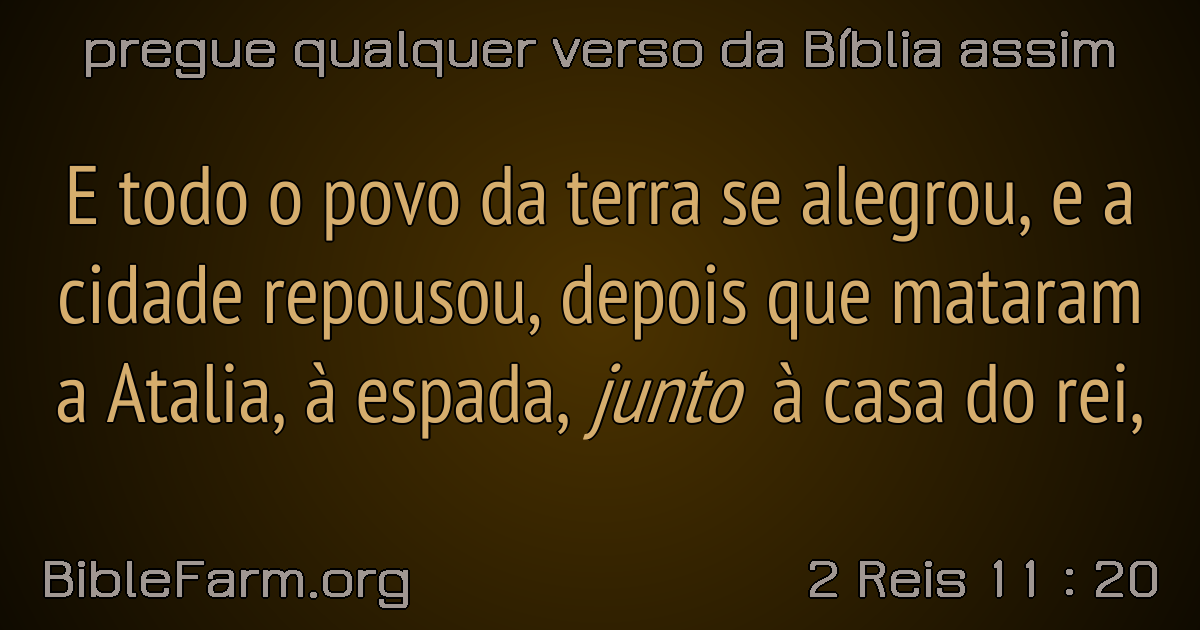 pregue qualquer verso da Bíblia assim
E todo o povo da terra se alegrou, e a
cidade repousou, depois que mataram
a Atalia, à espada, junto à casa do rei,
BibleFarm.org
2 Reis 11 : 20